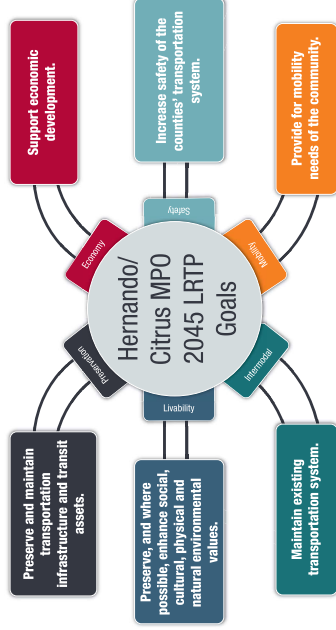 Hernando/
Citrus MPO
2045 LRTP
Goals
Economy
Support economic
development.
Safety
Increase safety of the
counties' transportation
system.
Mobility
Provide for mobility
needs of the community.
Intermodal
Maintain existing
transportation system.
Livability
Preserve, and where
possible, enhance social,
cultural, physical and
natural environmental
values.
Preservation
Preserve and maintain
transportation
infrastructure and transit
assets.